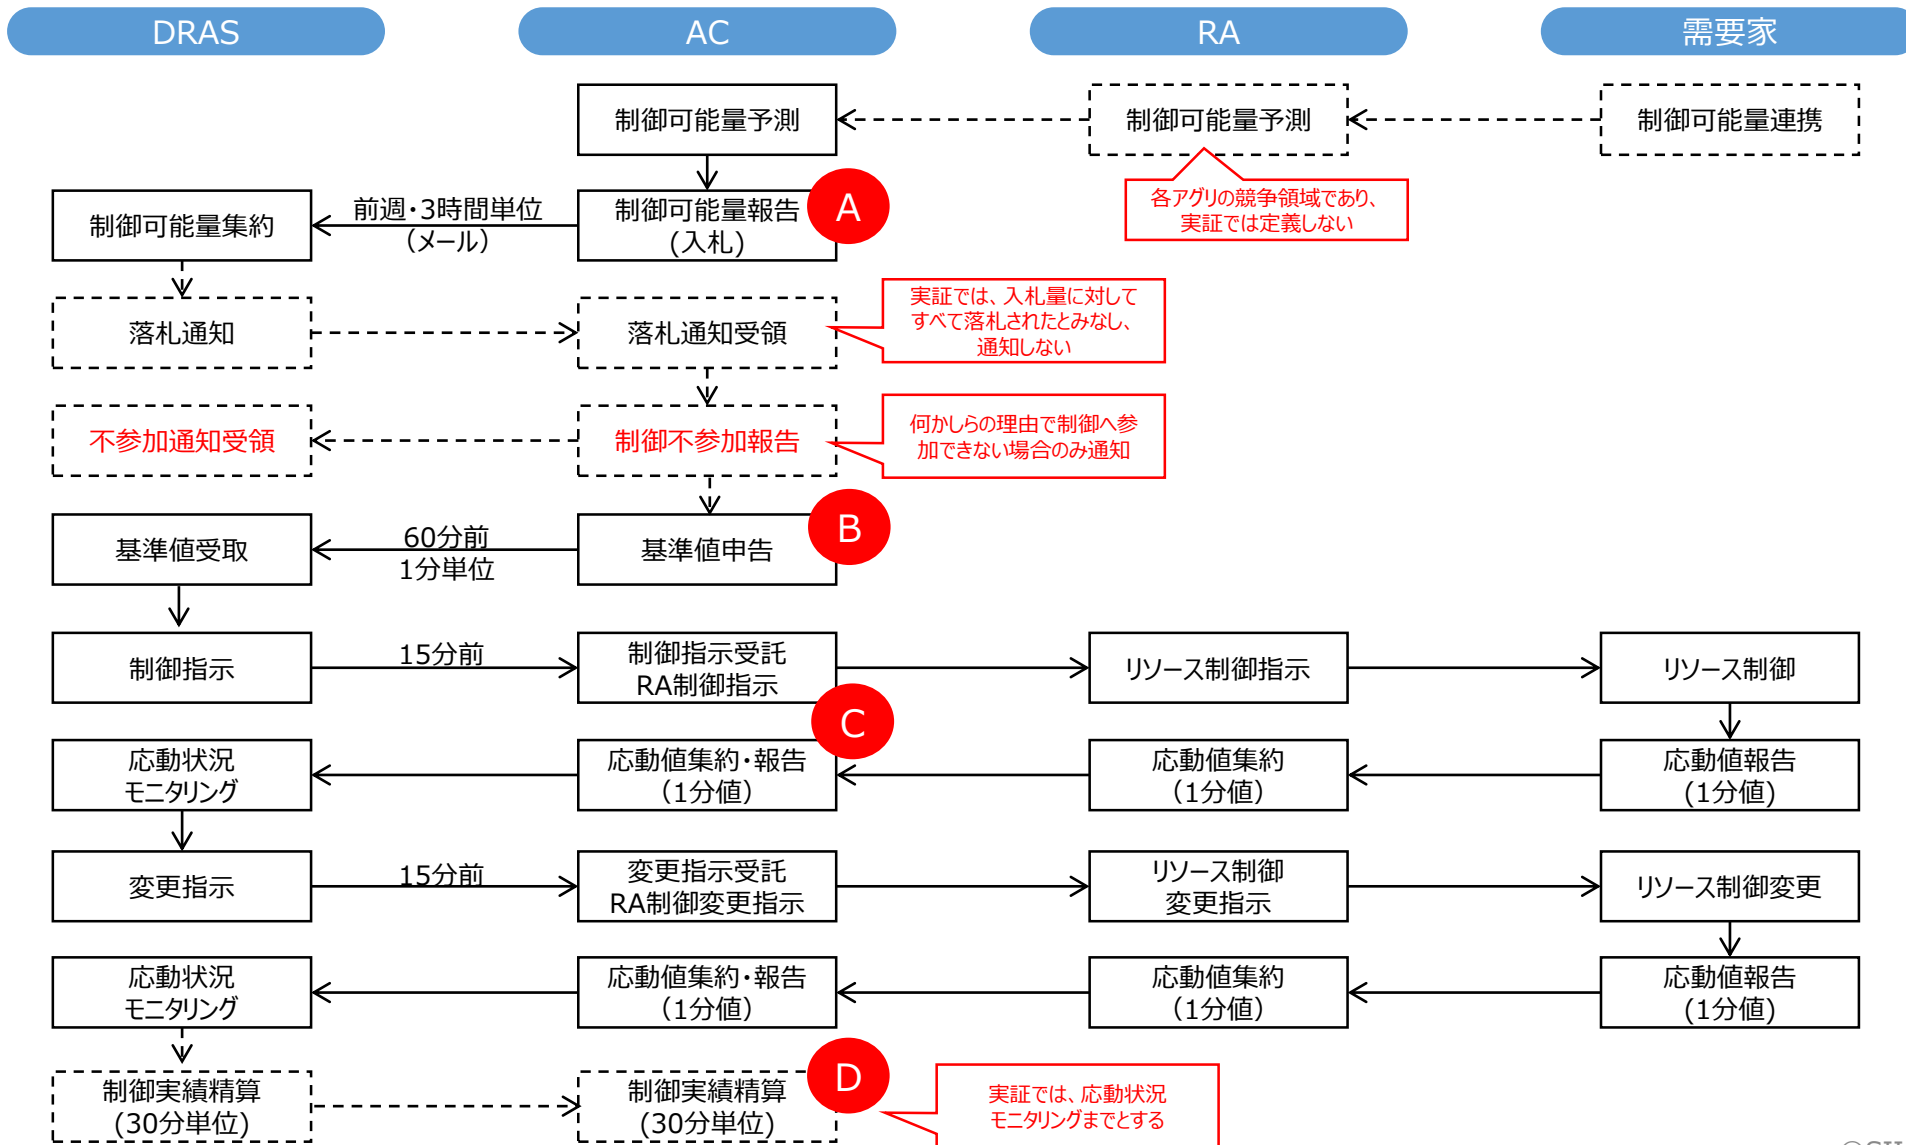 DRAS
AC
RA
需要家
制御可能量予測
制御可能量予測
制御可能量連携
各アグリの競争領域であり、
実証では定義しない
制御可能量集約
前週・3時間単位
（メール）
制御可能量報告
(入札)
A
落札通知
落札通知受領
実証では、入札量に対して
すべて落札されたとみなし、
通知しない
不参加通知受領
制御不参加報告
何かしらの理由で制御へ参
加できない場合のみ通知
基準値受取
60分前
1分単位
基準値申告
B
制御指示
15分前
制御指示受託
RA制御指示
リソース制御指示
リソース制御
C
応動状況
モニタリング
応動値集約・報告
（1分値）
応動値集約
（1分値）
応動値報告
(1分値)
変更指示
15分前
変更指示受託
RA制御変更指示
リソース制御
変更指示
リソース制御変更
応動状況
モニタリング
応動値集約・報告
（1分値）
応動値集約
（1分値）
応動値報告
(1分値)
制御実績精算
(30分単位)
制御実績精算
(30分単位)
D
実証では、応動状況
モニタリングまでとする